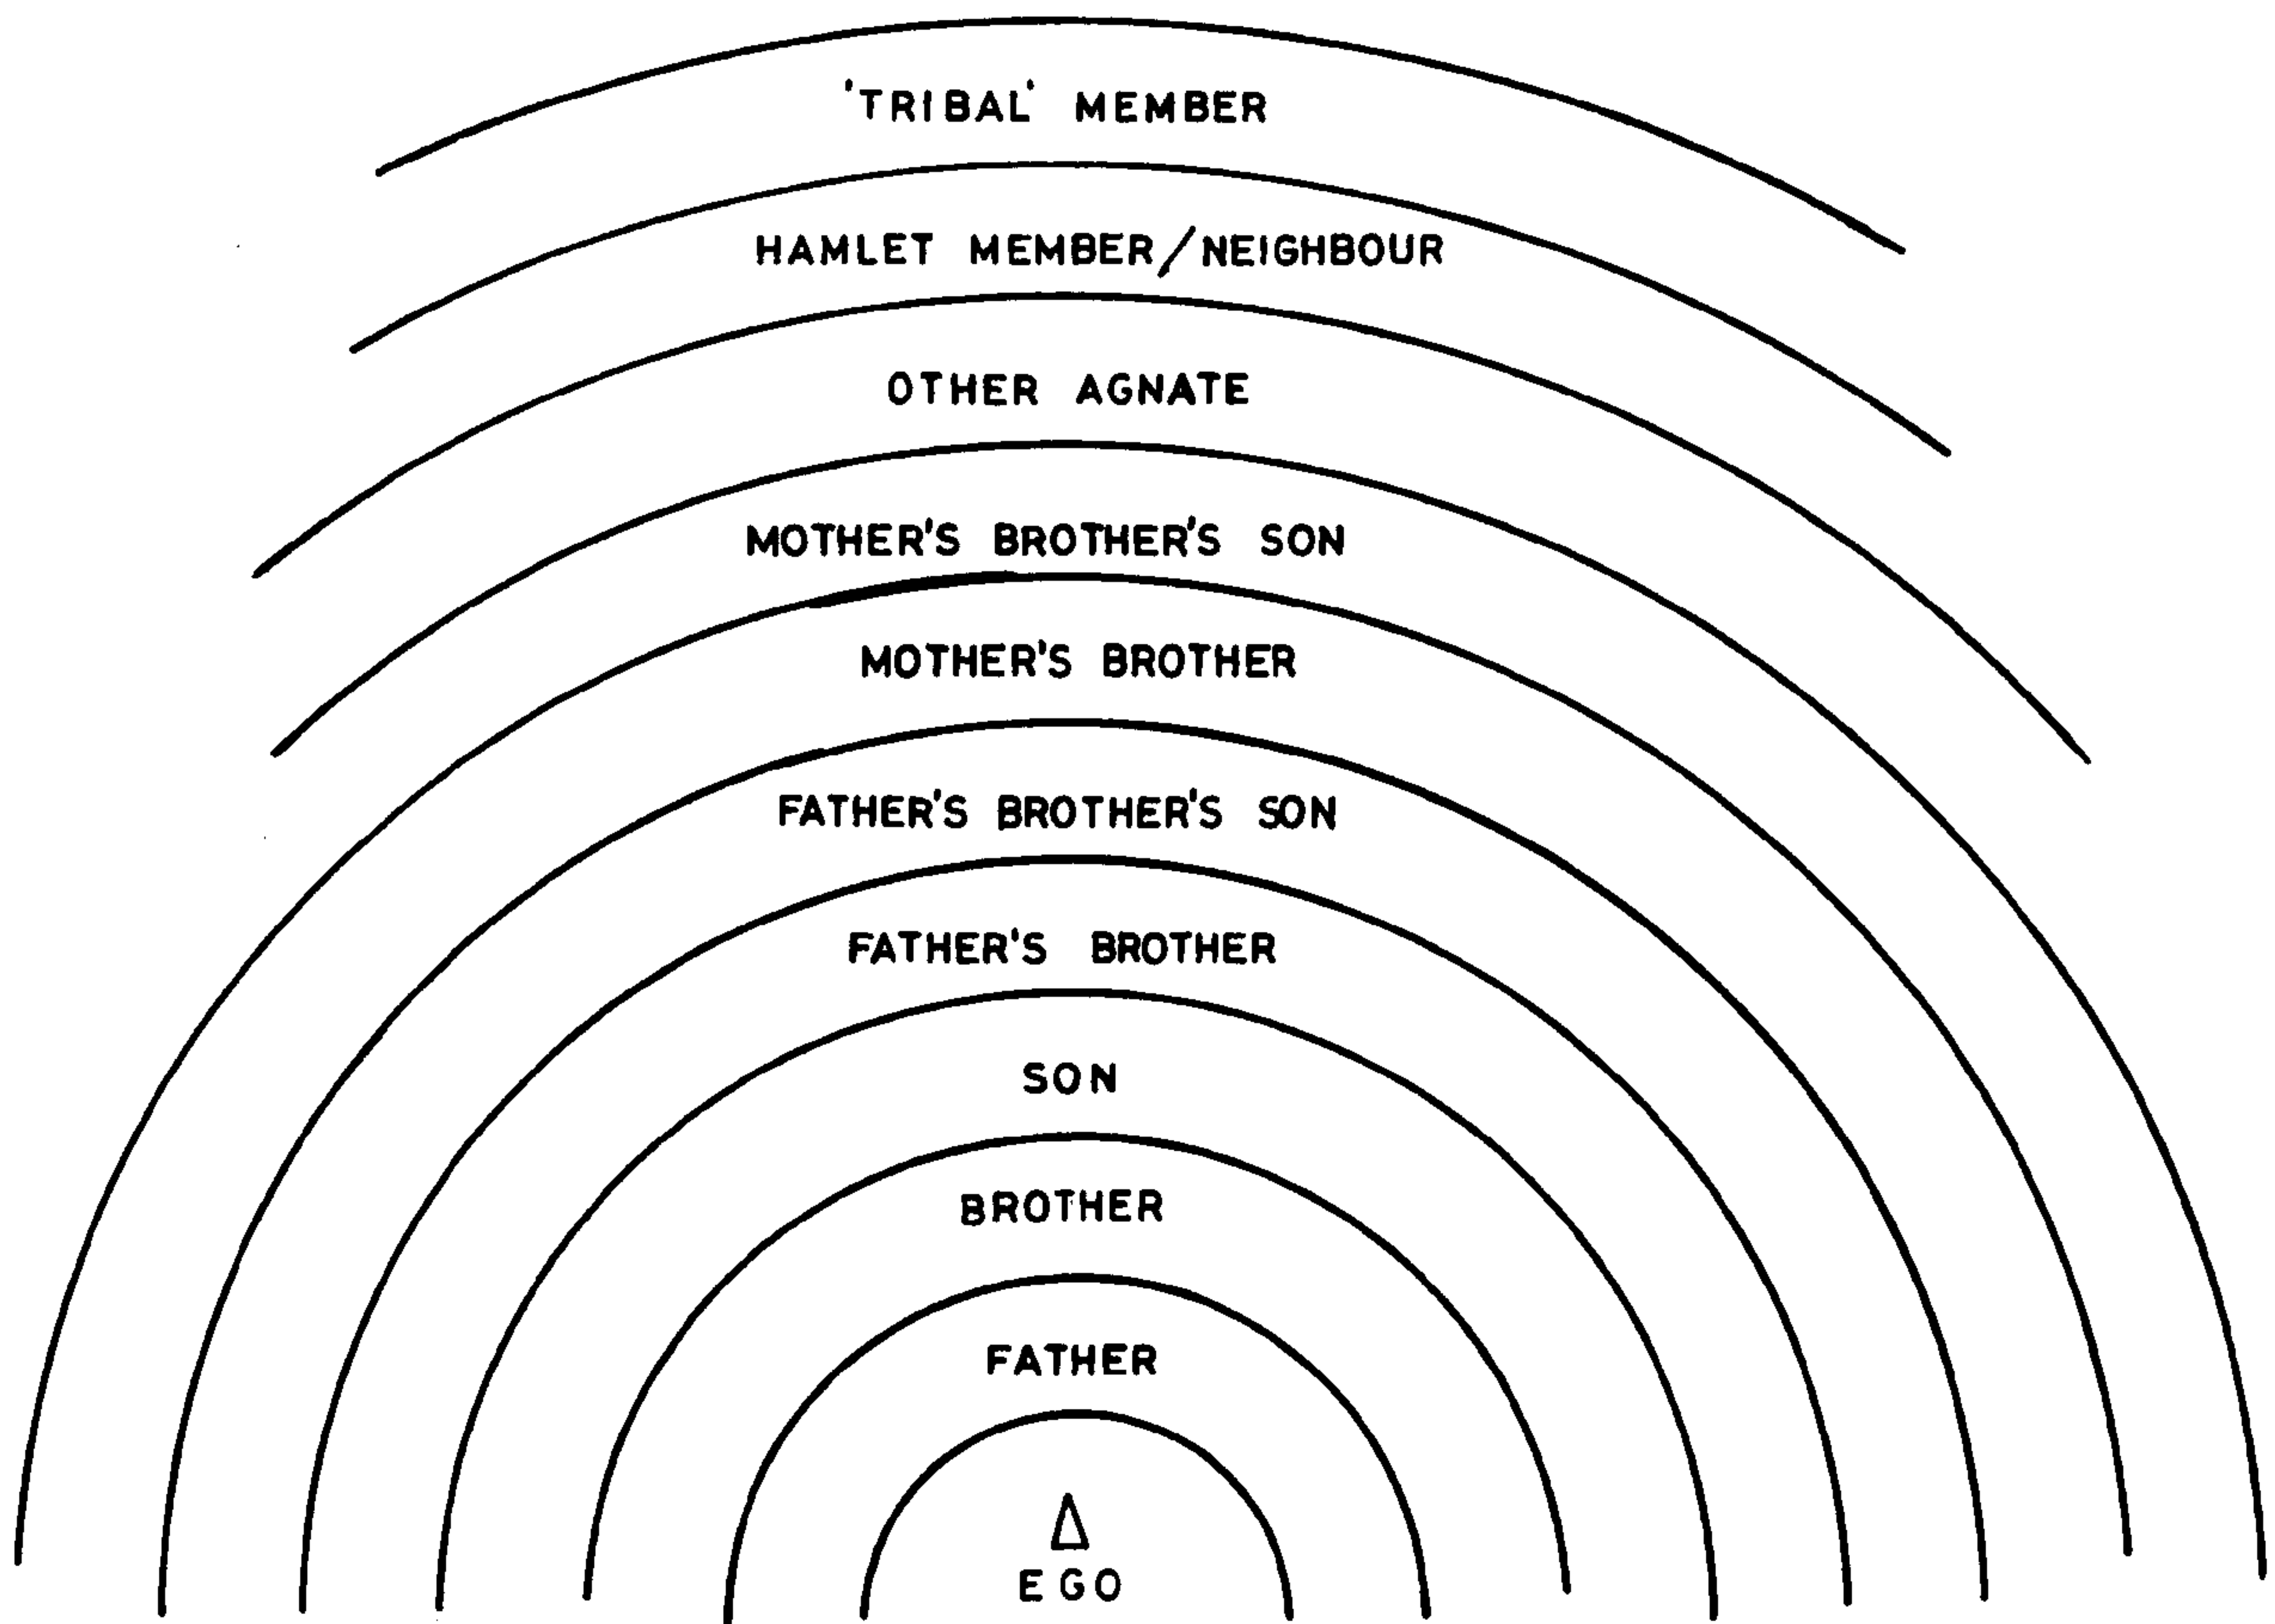 'TRIBAL' MEMBER
HAMLET MEMBER/NEIGHBOUR
OTHER AGNATE
MOTHER'S BROTHER'S SON
MOTHER'S BROTHER
FATHER'S BROTHER'S SON
FATHER'S BROTHER
SON
BROTHER
FATHER
EGO